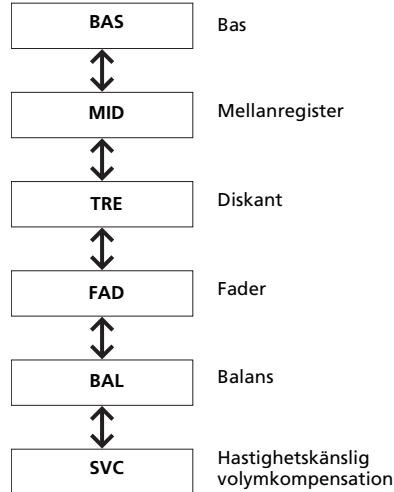 BAS Bas
MID Mellanregister
TRE Diskant
FAD Fader
BAL Balans
SVC Hastighetskänslig
volymkompensation